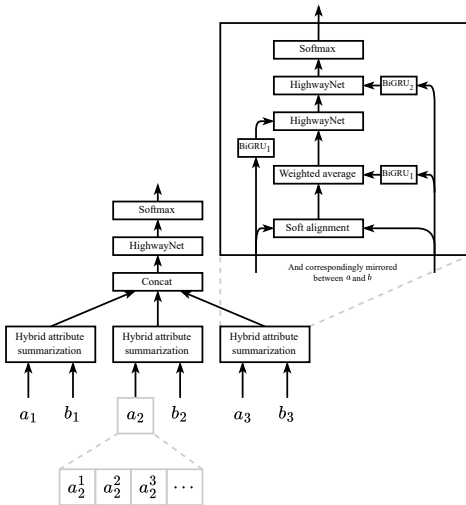 Softmax
HighwayNet
BiGRU₂
HighwayNet
BiGRU₁
Weighted average
BiGRU₁
Soft alignment
And correspondingly mirrored
between a and b
Softmax
HighwayNet
Concat
Hybrid attribute
summarization
Hybrid attribute
summarization
Hybrid attribute
summarization
a₁ b₁ a₂ b₂ a₃ b₃
a₂¹ a₂² a₂³ ⋯